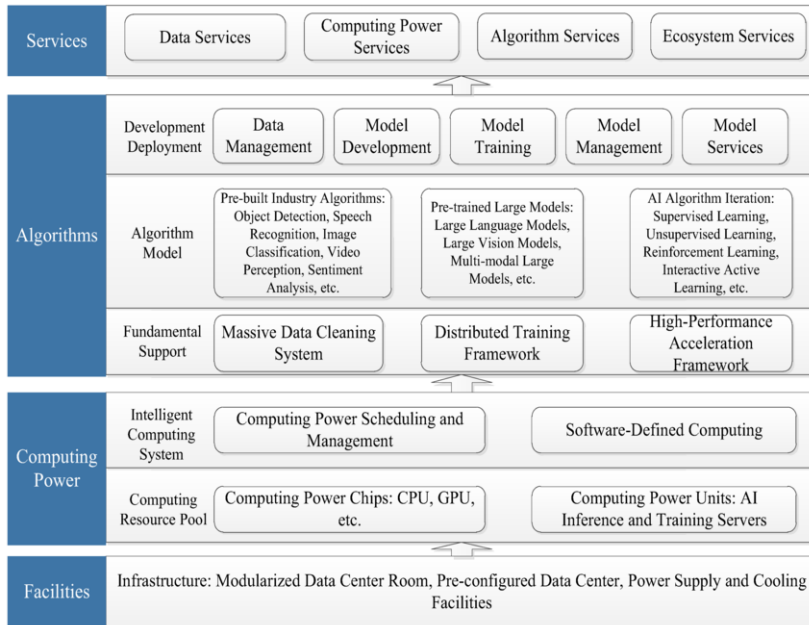 Services
Data Services
Computing Power
Services
Algorithm Services
Ecosystem Services
Algorithms
Development
Deployment
Data
Management
Model
Development
Model
Training
Model
Management
Model
Services
Algorithm
Model
Pre-built Industry Algorithms:
Object Detection, Speech
Recognition, Image
Classification, Video
Perception, Sentiment
Analysis, etc.
Pre-trained Large Models:
Large Language Models,
Large Vision Models,
Multi-modal Large
Models, etc.
AI Algorithm Iteration:
Supervised Learning,
Unsupervised Learning,
Reinforcement Learning,
Interactive Active
Learning, etc.
Fundamental
Support
Massive Data Cleaning
System
Distributed Training
Framework
High-Performance
Acceleration
Framework
Computing
Power
Intelligent
Computing
System
Computing Power Scheduling and
Management
Software-Defined Computing
Computing
Resource Pool
Computing Power Chips: CPU, GPU,
etc.
Computing Power Units: AI
Inference and Training Servers
Facilities
Infrastructure: Modularized Data Center Room, Pre-configured Data Center, Power Supply and Cooling
Facilities